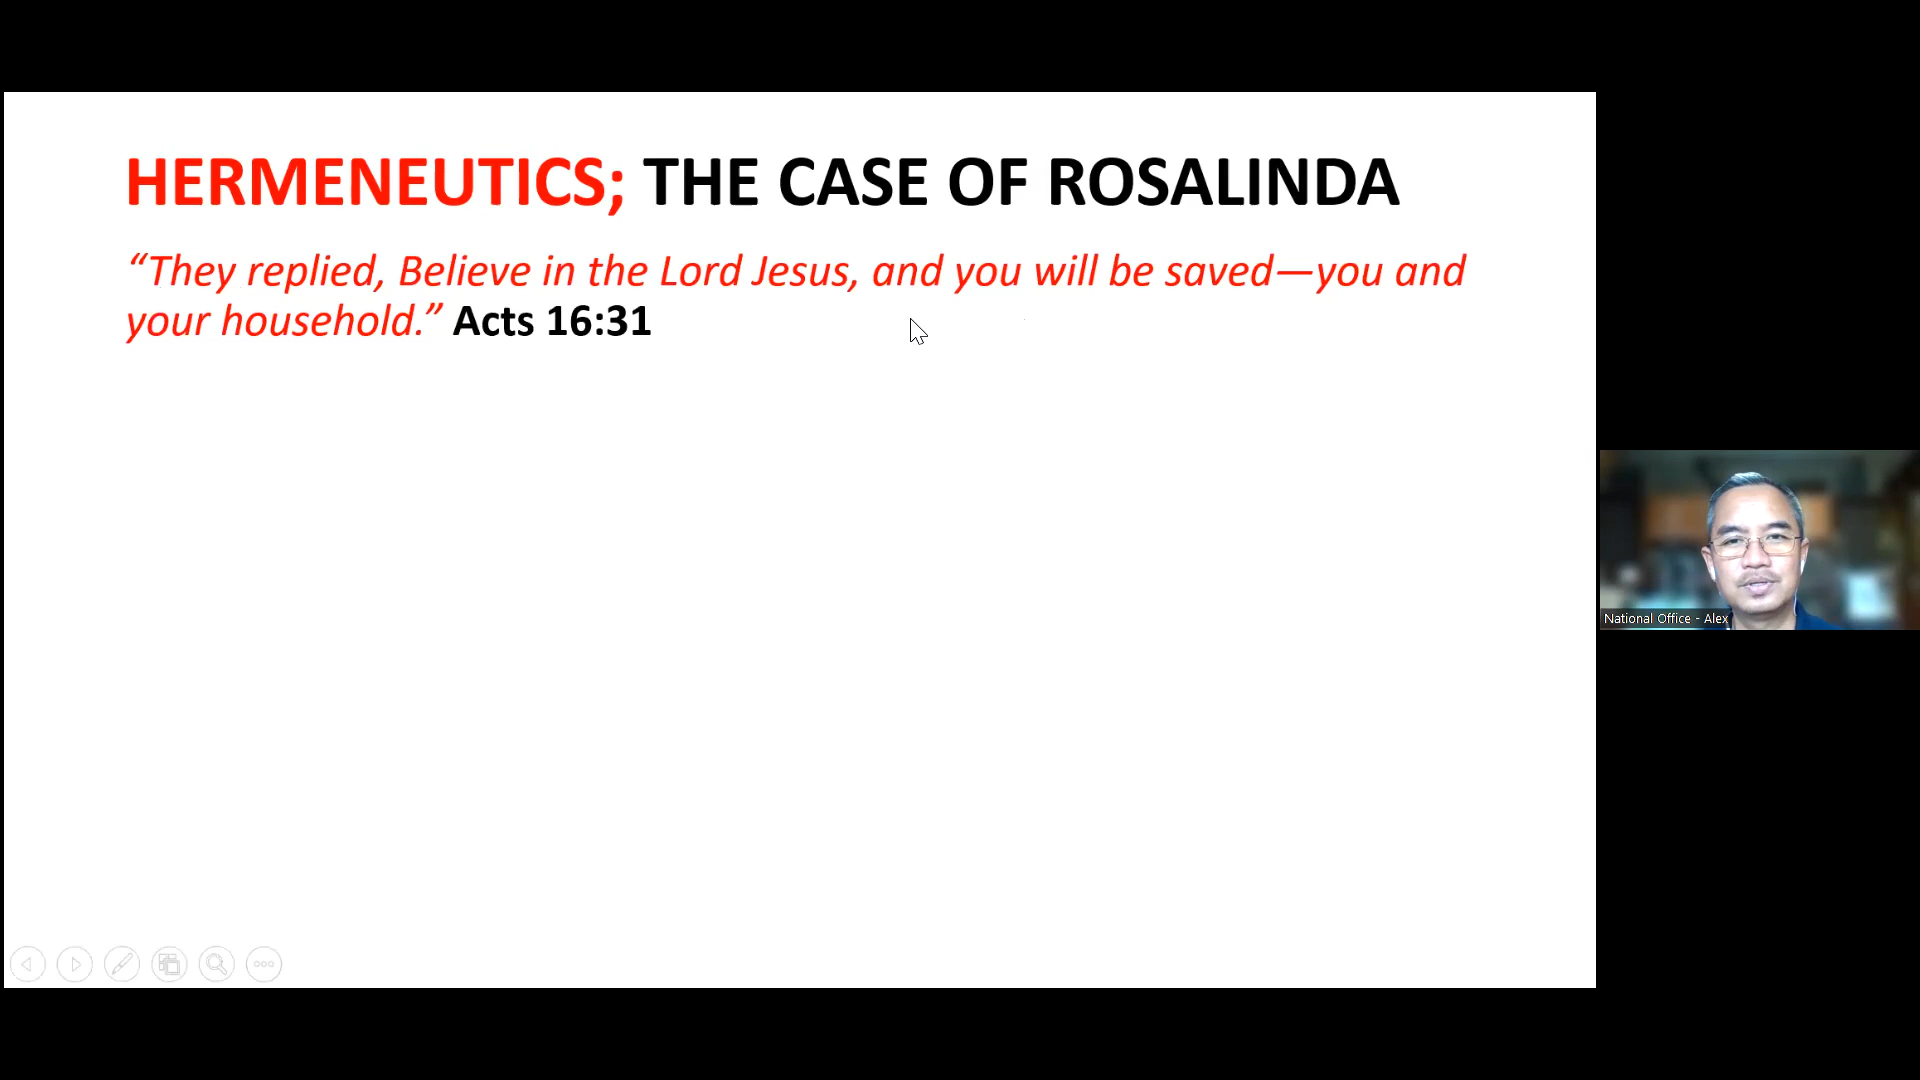 HERMENEUTICS; THE CASE OF ROSALINDA
“They replied, Believe in the Lord Jesus, and you will be saved—you and
your household.” Acts 16:31
National Office - Alex